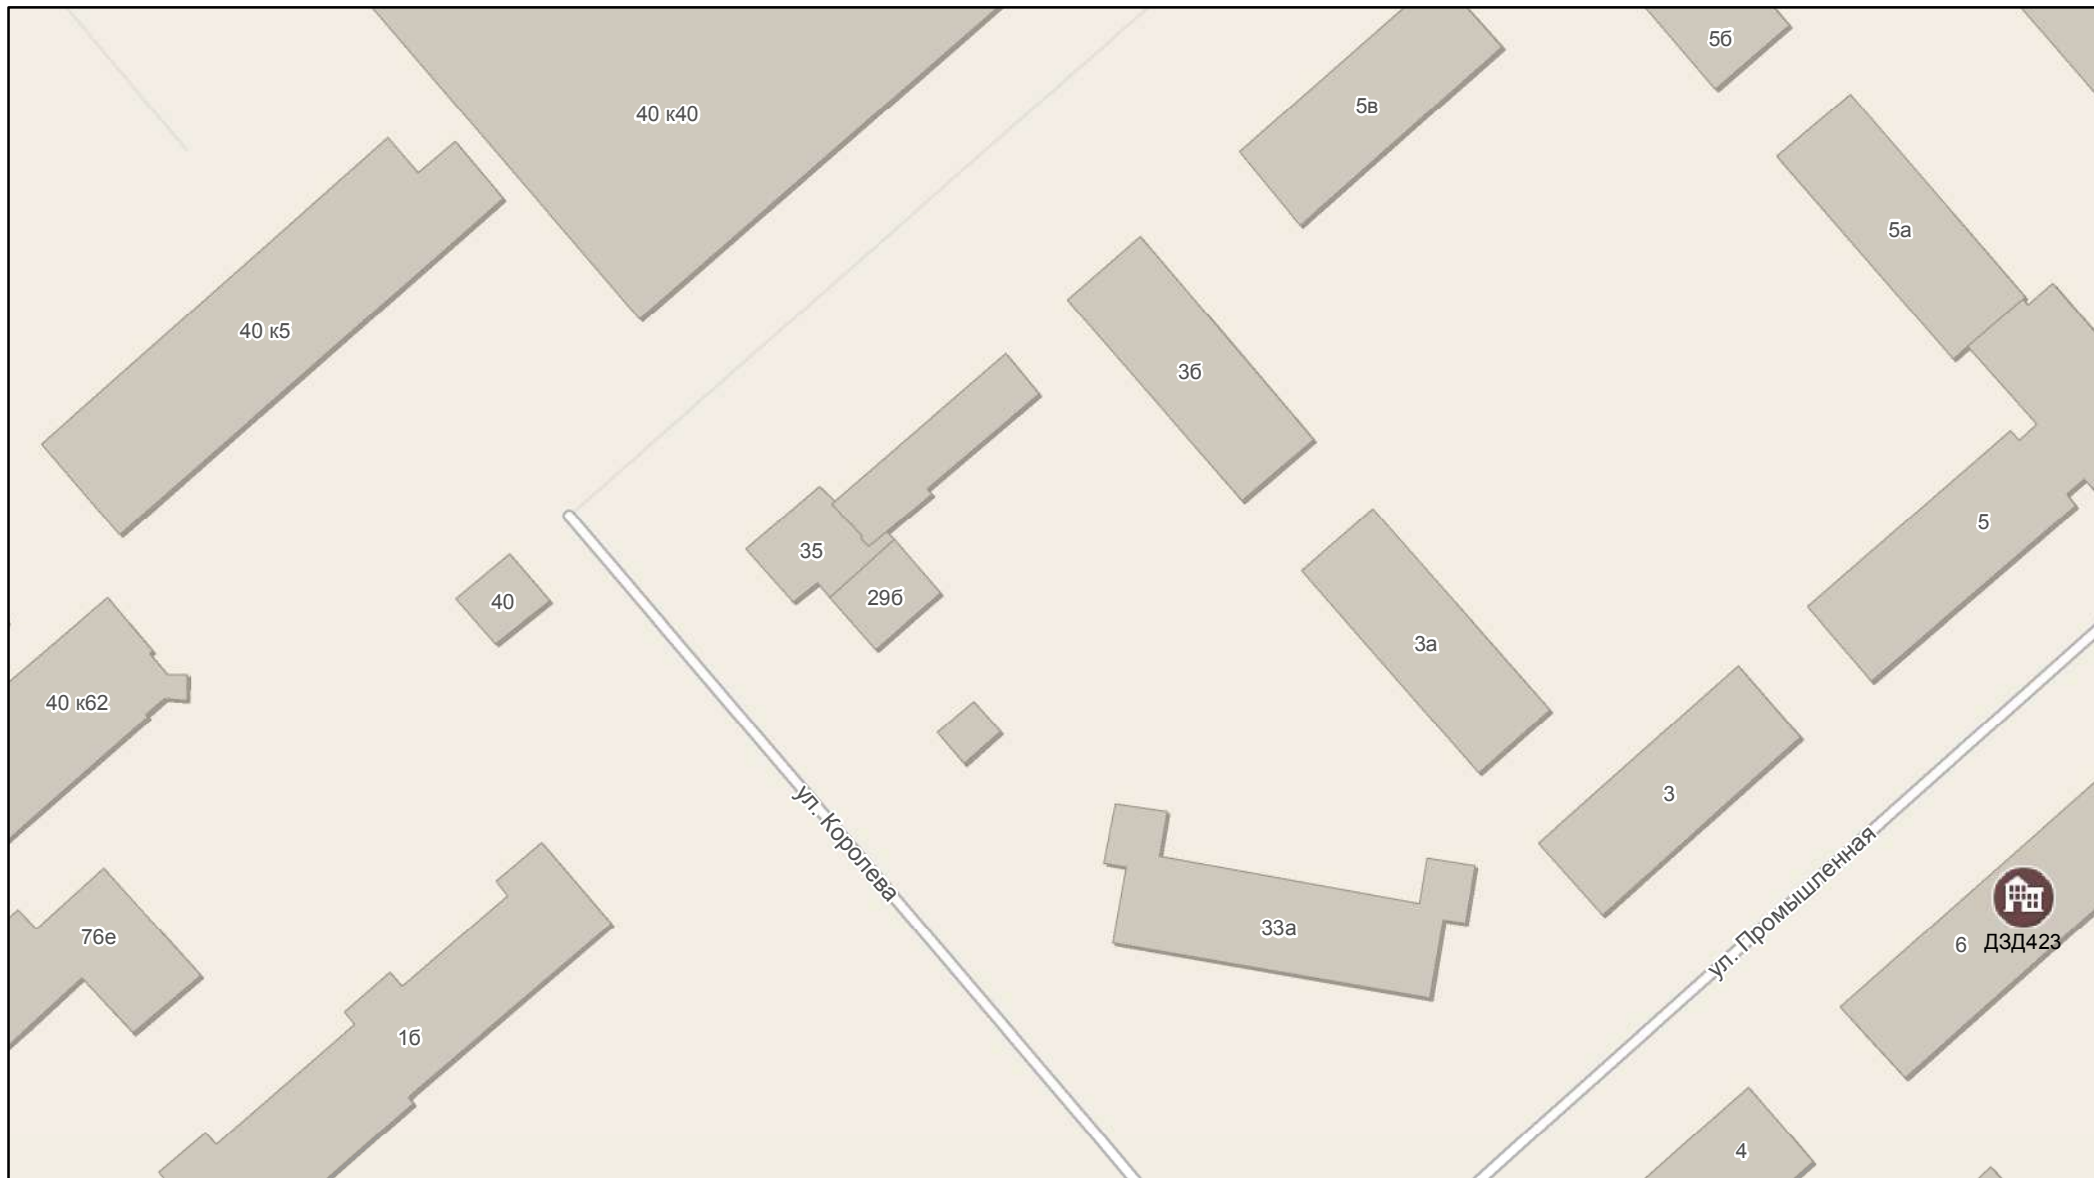 5б
5в
40 к40
5а
40 к5
3б
5
35
29б
40
3а
40 к62
3
ул. Королева
ул. Промышленная
33а
76е
6
ДЗД423
1б
4